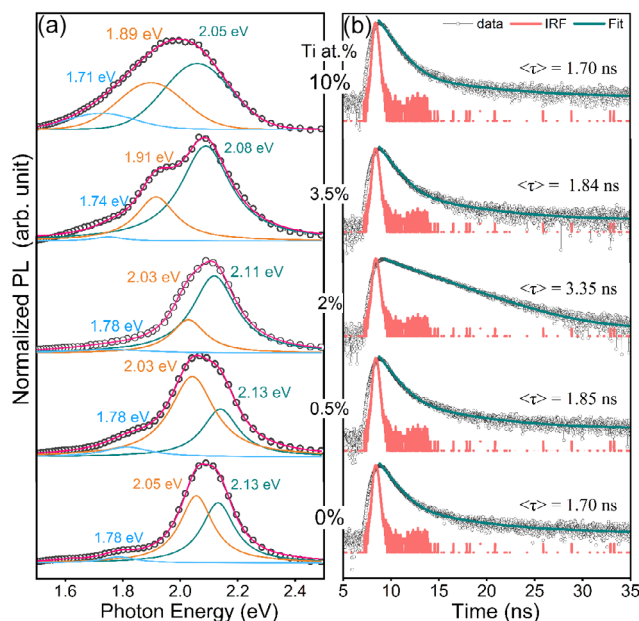 (a)
1.89 eV
2.05 eV
1.71 eV
1.91 eV
2.08 eV
1.74 eV
2.03 eV
2.11 eV
1.78 eV
2.03 eV
2.13 eV
1.78 eV
2.05 eV
2.13 eV
1.78 eV
Normalized PL (arb. unit)
1.6 1.8 2.0 2.2 2.4
Photon Energy (eV)
Ti at.%
10%
3.5%
2%
0.5%
0%
(b)
data IRF Fit
<τ> = 1.70 ns
<τ> = 1.84 ns
<τ> = 3.35 ns
<τ> = 1.85 ns
<τ> = 1.70 ns
5 10 15 20 25 30 35
Time (ns)